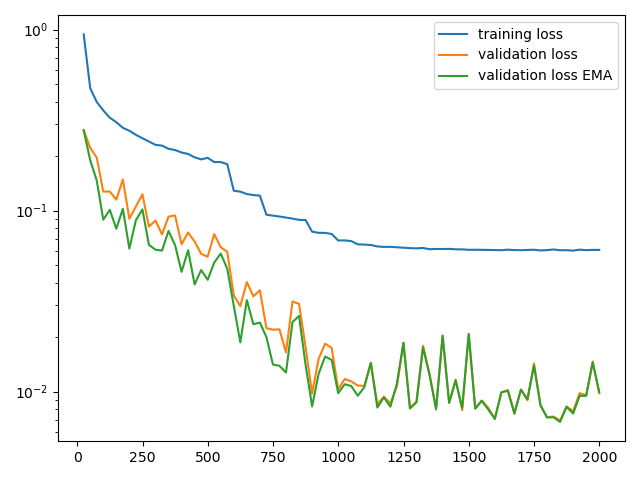 training loss
validation loss
validation loss EMA
10⁰
10⁻¹
10⁻²
0 250 500 750 1000 1250 1500 1750 2000